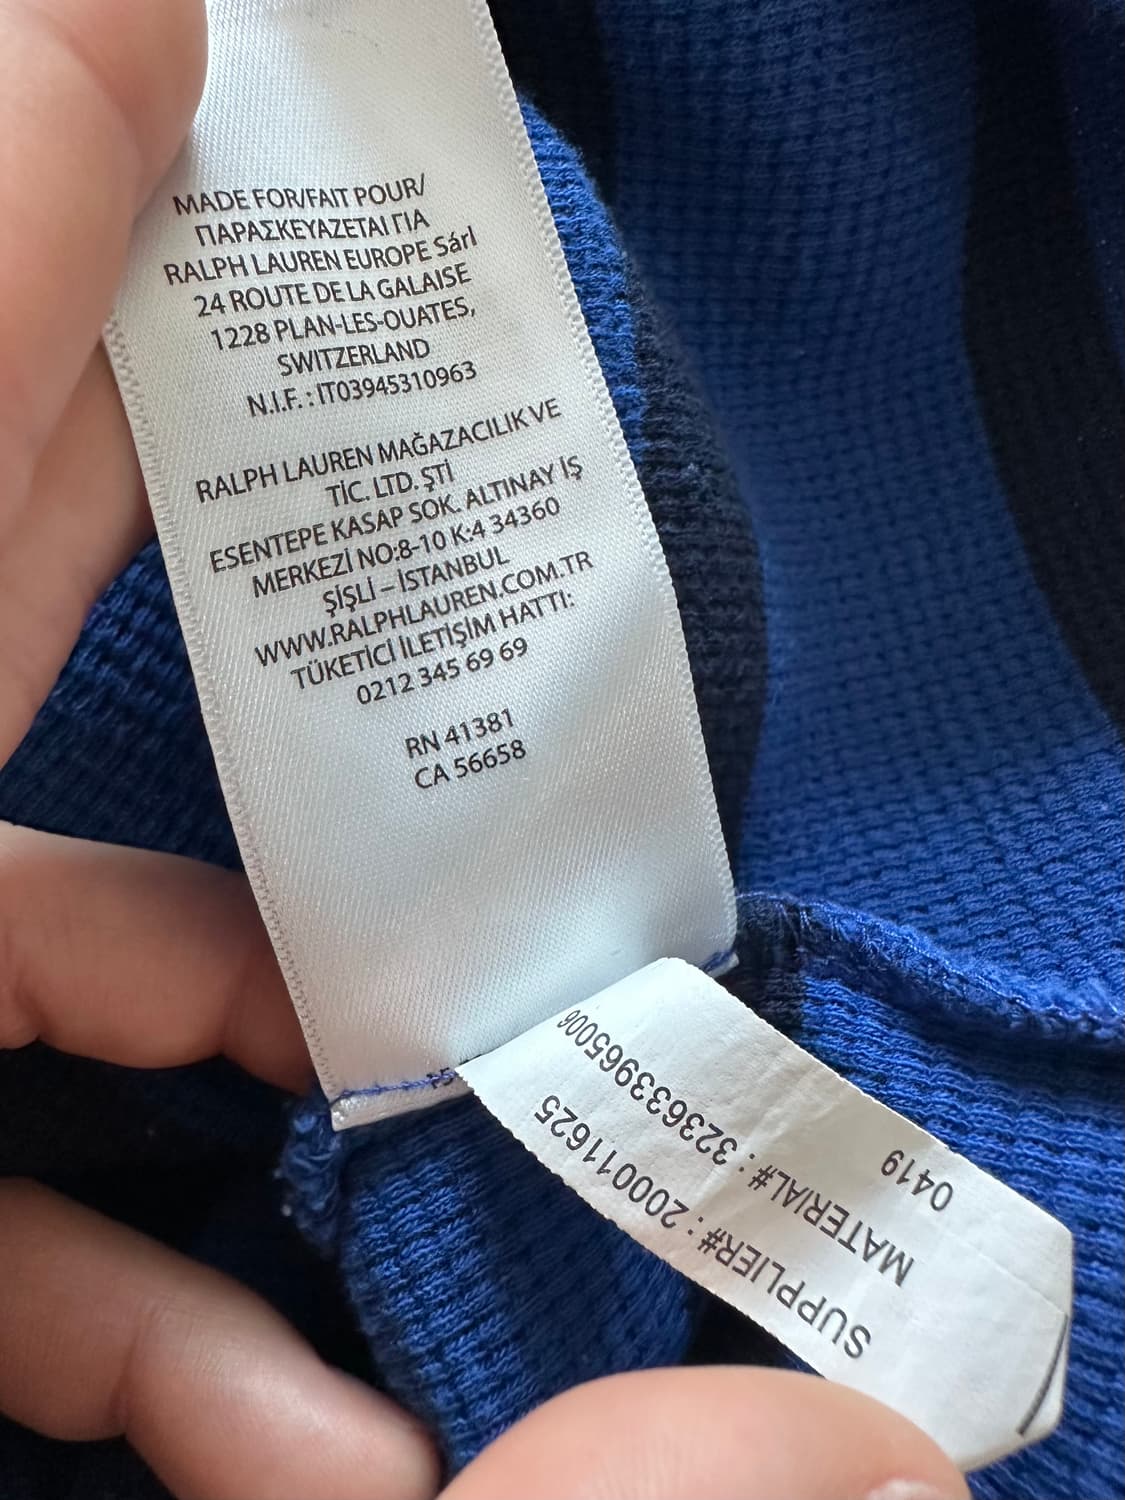 MADE FOR/FAIT POUR/
ΠΑΡΑΣΚΕΥΑΖΕΤΑΙ ΓΙΑ
RALPH LAUREN EUROPE Sárl
24 ROUTE DE LA GALAISE
1228 PLAN-LES-OUATES,
SWITZERLAND
N.I.F. : IT03945310963
RALPH LAUREN MAĞAZACILIK VE
TİC. LTD. ŞTİ
ESENTEPE KASAP SOK. ALTINAY İŞ
MERKEZİ NO:8-10 K:4 34360
ŞİŞLİ – İSTANBUL
WWW.RALPHLAUREN.COM.TR
TÜKETİCİ İLETİŞİM HATTI:
0212 345 69 69
RN 41381
CA 56658
SUPPLIER# : 200011625
MATERIAL# : 323633965006
0419